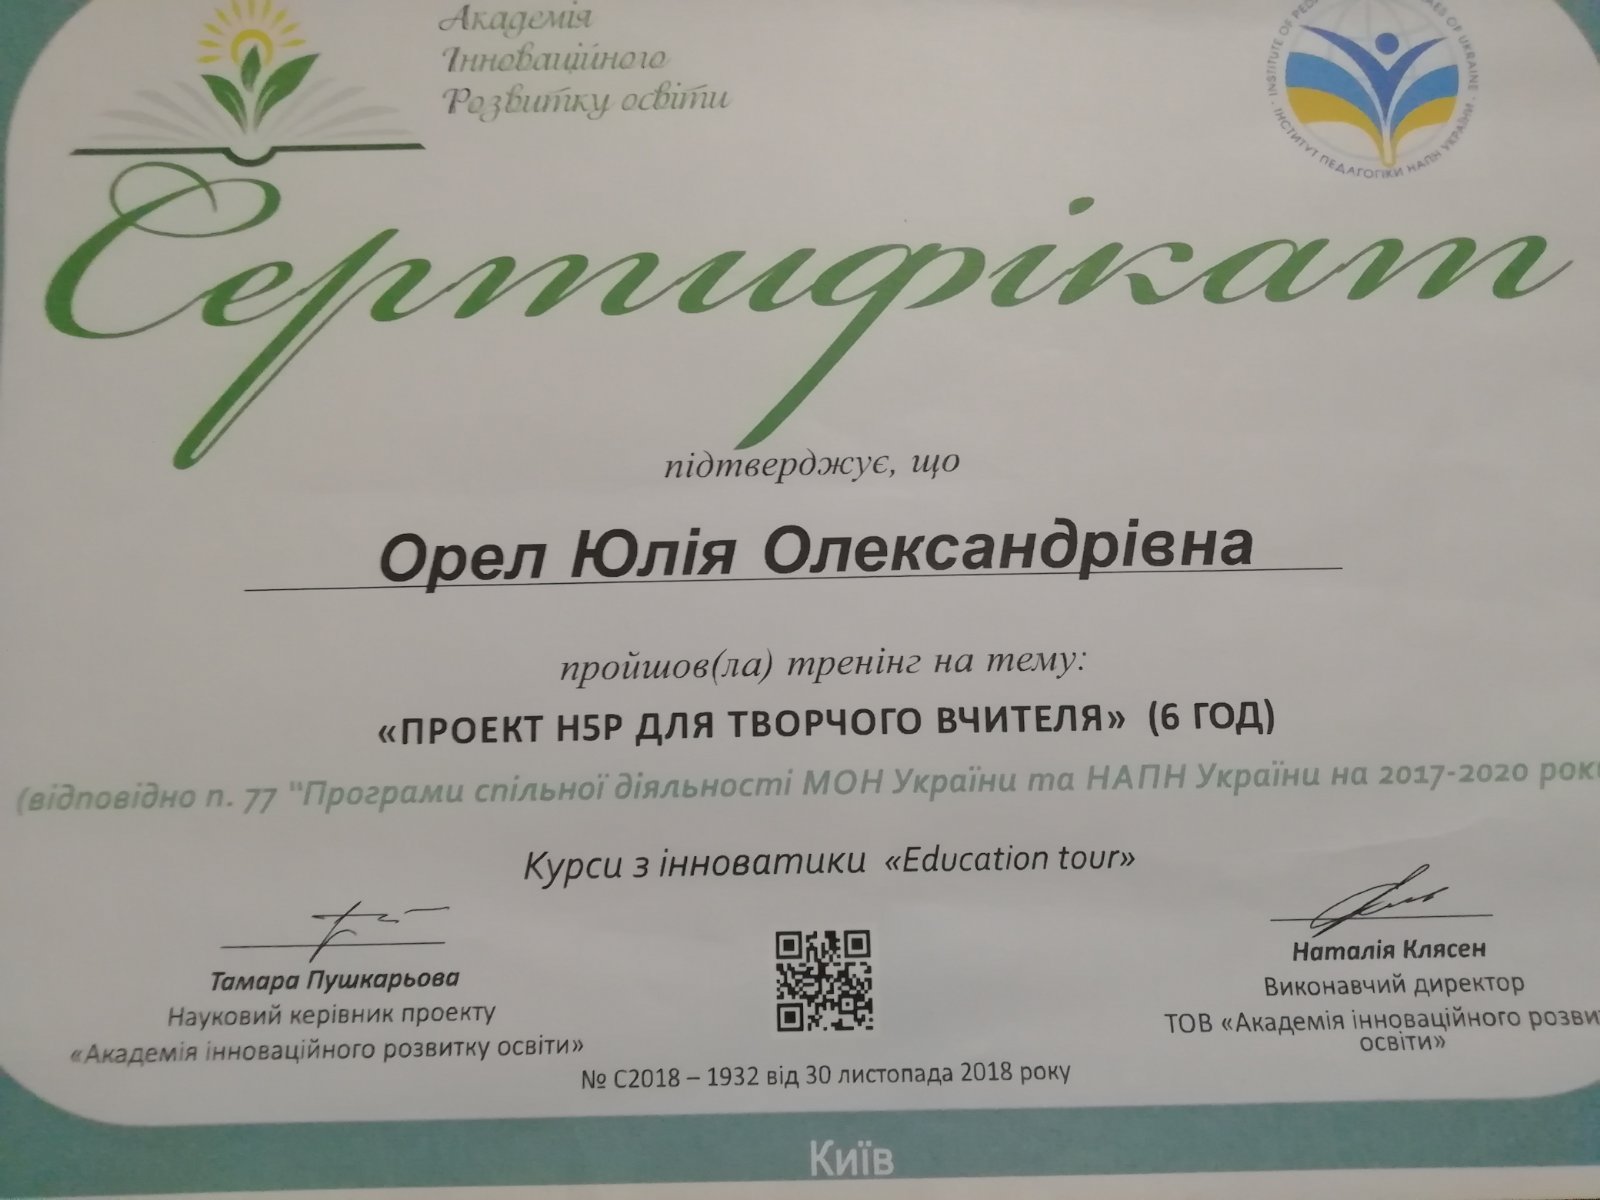 Академія
Інноваційного
Розвитку освіти
ІНСТИТУТ ПЕДАГОГІКИ НАПН УКРАЇНИ
Сертифікат
підтверджує, що
Орел Юлія Олександрівна
пройшов(ла) тренінг на тему:
«ПРОЕКТ H5P ДЛЯ ТВОРЧОГО ВЧИТЕЛЯ» (6 ГОД)
(відповідно п. 77 "Програми спільної діяльності МОН України та НАПН України на 2017-2020 рок
Курси з інноватики «Education tour»
Тамара Пушкарьова
Науковий керівник проекту
«Академія інноваційного розвитку освіти»
Наталія Клясен
Виконавчий директор
ТОВ «Академія інноваційного розви
освіти»
№ С2018 – 1932 від 30 листопада 2018 року
Київ